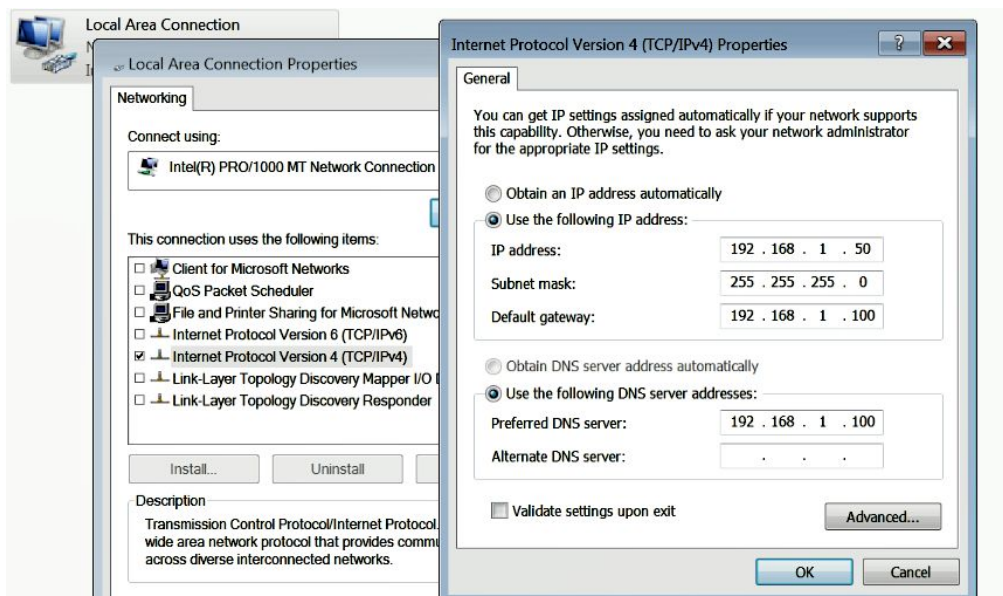 Local Area Connection
Local Area Connection Properties
Networking
Connect using:
Intel(R) PRO/1000 MT Network Connection
This connection uses the following items:
Client for Microsoft Networks
QoS Packet Scheduler
File and Printer Sharing for Microsoft
Internet Protocol Version 6 (TCP/IPv6)
Internet Protocol Version 4 (TCP/IPv4)
Link-Layer Topology Discovery Mapper I/O
Link-Layer Topology Discovery Responder
Install...
Uninstall
Description
Transmission Control Protocol/Internet Protocol.
wide area network protocol that provides
across diverse interconnected networks.
Internet Protocol Version 4 (TCP/IPv4) Properties
General
You can get IP settings assigned automatically if your network supports
this capability. Otherwise, you need to ask your network administrator
for the appropriate IP settings.
Obtain an IP address automatically
Use the following IP address:
IP address: 192 . 168 . 1 . 50
Subnet mask: 255 . 255 . 255 . 0
Default gateway: 192 . 168 . 1 . 100
Obtain DNS server address automatically
Use the following DNS server addresses:
Preferred DNS server: 192 . 168 . 1 . 100
Alternate DNS server: . . .
Validate settings upon exit
Advanced...
OK
Cancel